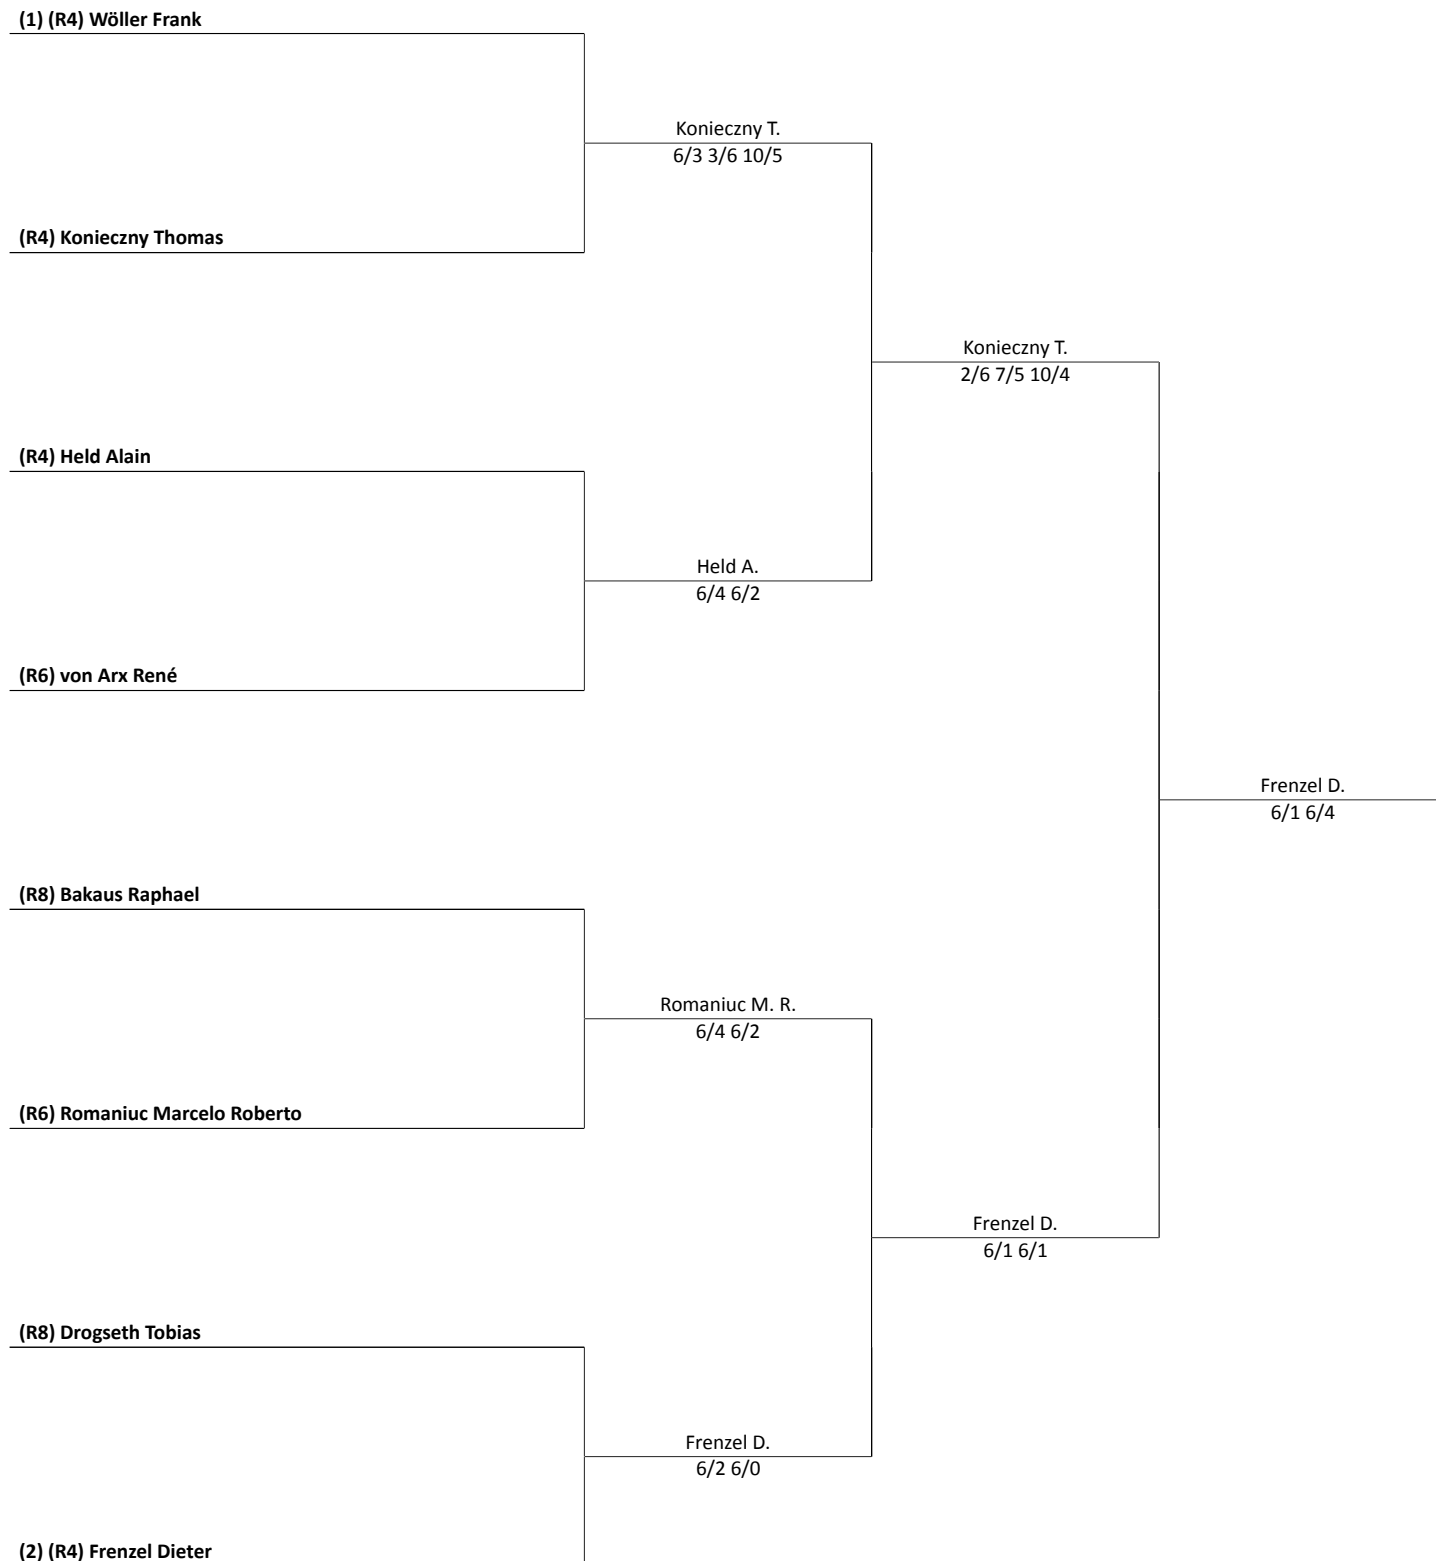 (1) (R4) Wöller Frank
Konieczny T.
6/3 3/6 10/5
(R4) Konieczny Thomas
Konieczny T.
2/6 7/5 10/4
(R4) Held Alain
Held A.
6/4 6/2
(R6) von Arx René
Frenzel D.
6/1 6/4
(R8) Bakaus Raphael
Romaniuc M. R.
6/4 6/2
(R6) Romaniuc Marcelo Roberto
Frenzel D.
6/1 6/1
(R8) Drogseth Tobias
Frenzel D.
6/2 6/0
(2) (R4) Frenzel Dieter